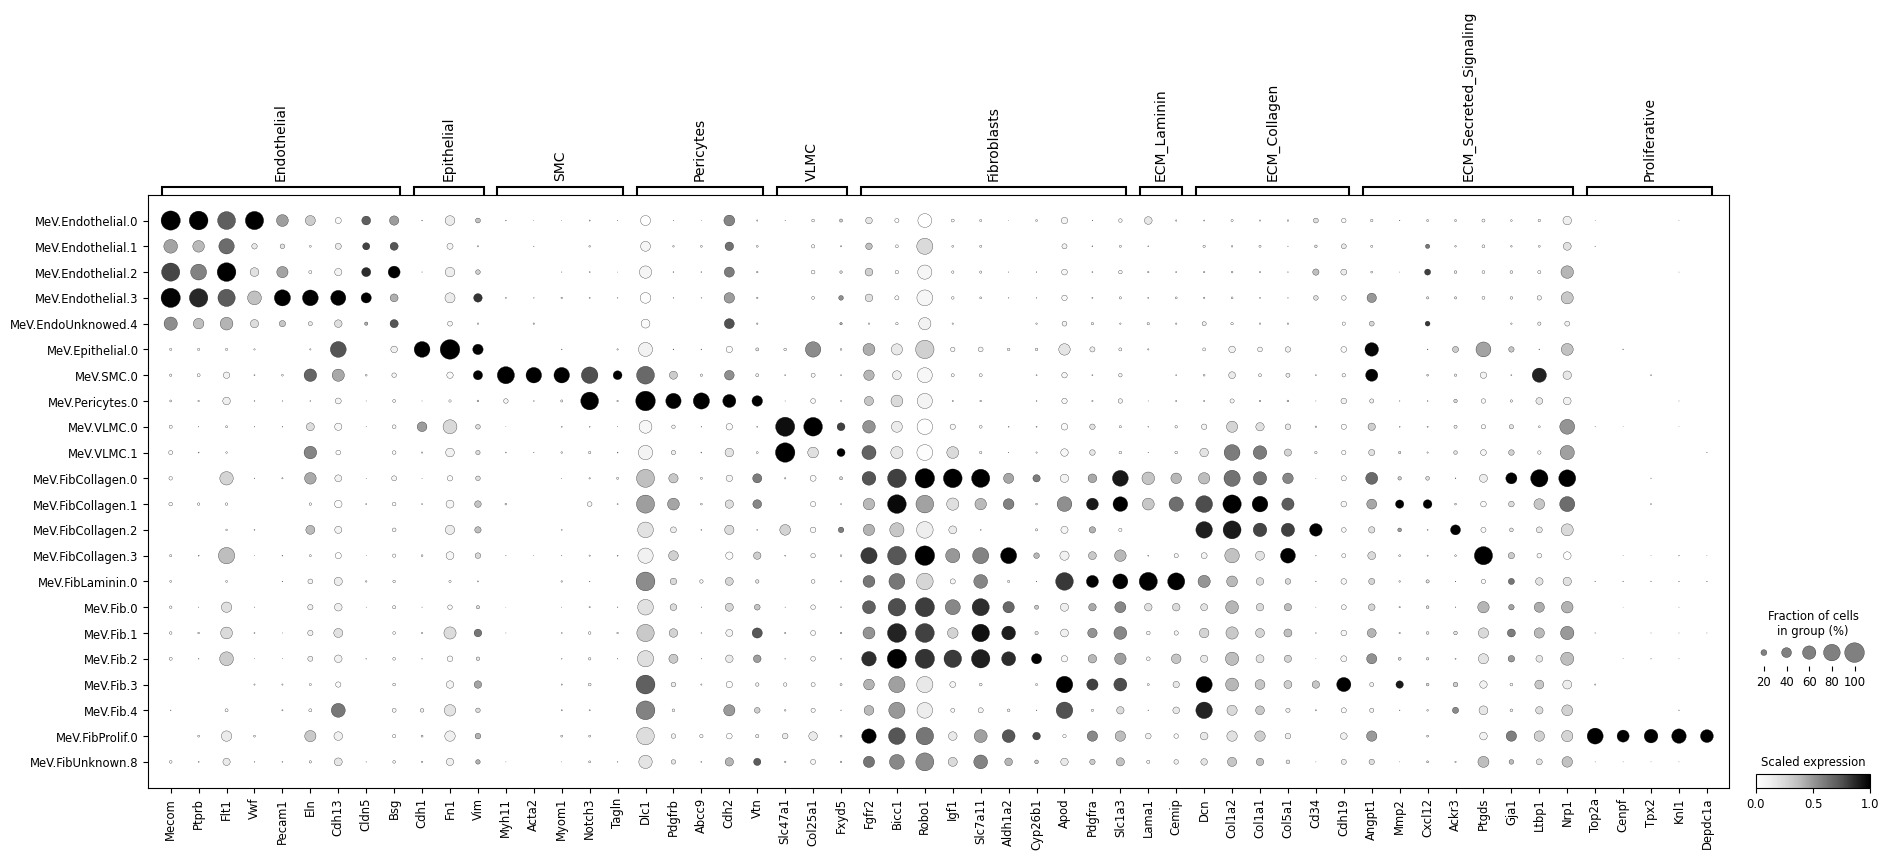 Endothelial
Epithelial
SMC
Pericytes
VLMC
Fibroblasts
ECM_Laminin
ECM_Collagen
ECM_Secreted_Signaling
Proliferative
MeV.Endothelial.0
MeV.Endothelial.1
MeV.Endothelial.2
MeV.Endothelial.3
MeV.EndoUnknowed.4
MeV.Epithelial.0
MeV.SMC.0
MeV.Pericytes.0
MeV.VLMC.0
MeV.VLMC.1
MeV.FibCollagen.0
MeV.FibCollagen.1
MeV.FibCollagen.2
MeV.FibCollagen.3
MeV.FibLaminin.0
MeV.Fib.0
MeV.Fib.1
MeV.Fib.2
MeV.Fib.3
MeV.Fib.4
MeV.FibProlif.0
MeV.FibUnknown.8
Mecom
Ptprb
Flt1
Vwf
Pecam1
Eln
Cdh13
Cldn5
Bsg
Cdh1
Fn1
Vim
Myh11
Acta2
Myom1
Notch3
Tagln
Dlc1
Pdgfrb
Abcc9
Cdh2
Vtn
Slc47a1
Col25a1
Fxyd5
Fgfr2
Bicc1
Robo1
Igf1
Slc7a11
Aldh1a2
Cyp26b1
Apod
Pdgfra
Slc1a3
Lama1
Cemip
Dcn
Col1a2
Col1a1
Col5a1
Cd34
Cdh19
Angpt1
Mmp2
Cxcl12
Ackr3
Ptgds
Gja1
Ltbp1
Nrp1
Top2a
Cenpf
Tpx2
Knl1
Depdc1a
Fraction of cells
in group (%)
20 40 60 80 100
Scaled expression
0.0 0.5 1.0